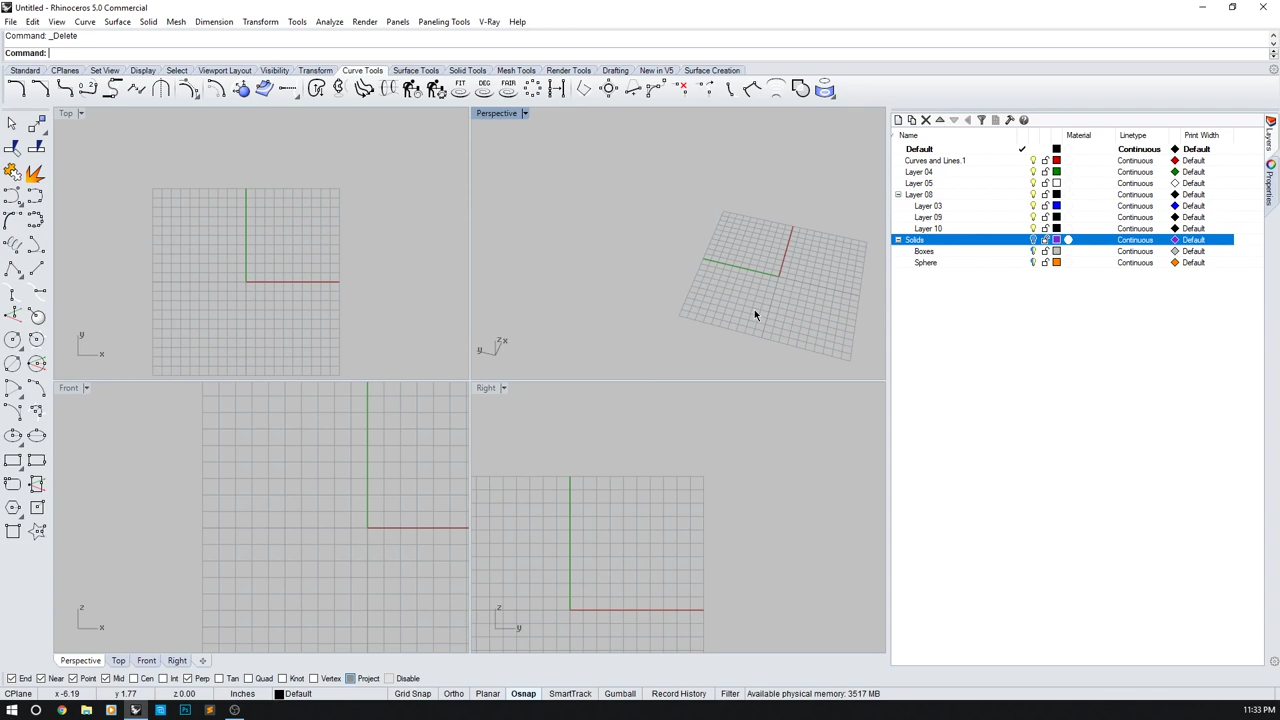 Untitled - Rhinoceros 5.0 Commercial
File Edit View Curve Surface Solid Mesh Dimension Transform Tools Analyze Render Panels Paneling Tools V-Ray Help
Command: _Delete
Command:
Standard CPlanes Set View Display Select Viewport Layout Visibility Transform Curve Tools Surface Tools Solid Tools Mesh Tools Render Tools Drafting New in V5 Surface Creation
FIT DEG FAIR
Top
Perspective
Name Material Linetype Print Width
Default Continuous Default
Curves and Lines.1 Continuous Default
Layer 04 Continuous Default
Layer 05 Continuous Default
Layer 08 Continuous Default
Layer 03 Continuous Default
Layer 09 Continuous Default
Layer 10 Continuous Default
Solids Continuous Default
Boxes Continuous Default
Sphere Continuous Default
Layers
Properties
y x
z x y
Front
Right
z x
z y
Perspective Top Front Right
End Near Point Mid Cen Int Perp Tan Quad Knot Vertex Project Disable
CPlane x -6.19 y 1.77 z 0.00 Inches Default Grid Snap Ortho Planar Osnap SmartTrack Gumball Record History Filter Available physical memory: 3517 MB
11:33 PM